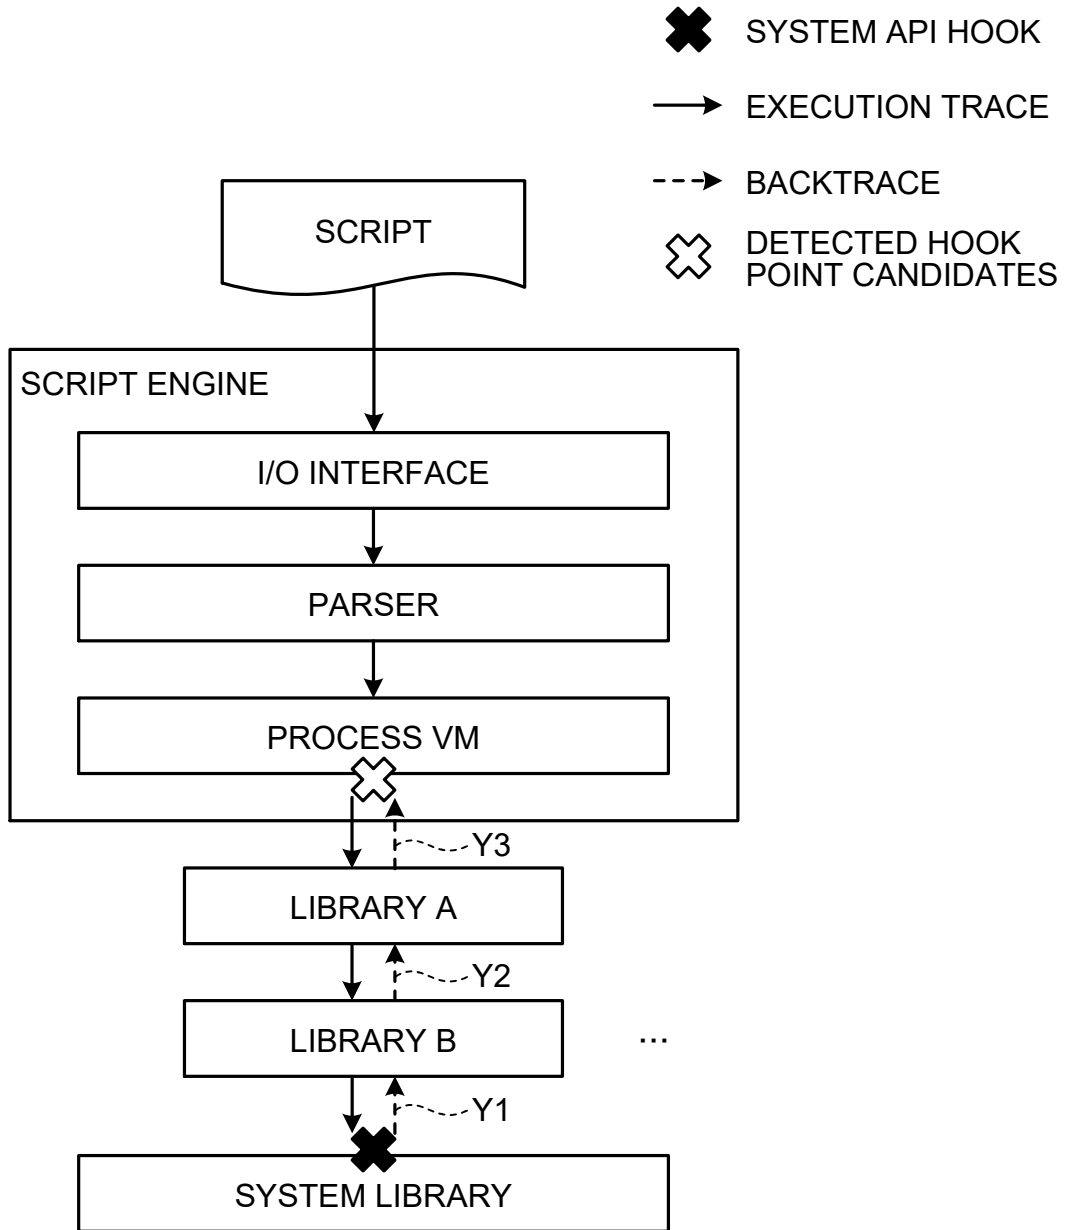 SYSTEM API HOOK
EXECUTION TRACE
BACKTRACE
DETECTED HOOK
POINT CANDIDATES
SCRIPT
SCRIPT ENGINE
I/O INTERFACE
PARSER
PROCESS VM
Y3
LIBRARY A
Y2
LIBRARY B
...
Y1
SYSTEM LIBRARY